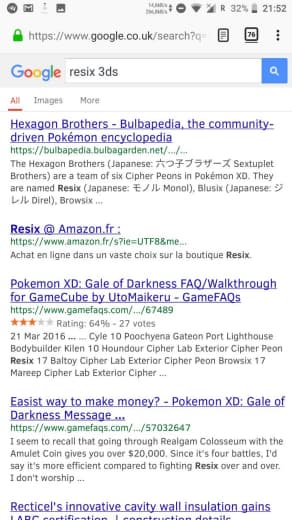 14,0kB/s
R 32% 21:52
https://www.google.co.uk/search?q=
76
Google resix 3ds
All Images More
Hexagon Brothers - Bulbapedia, the community-
driven Pokémon encyclopedia
https://bulbapedia.bulbagarden.net/.../...
The Hexagon Brothers (Japanese: 六つ子ブラザーズ Sextuplet
Brothers) are a team of six Cipher Peons in Pokémon XD. They
are named Resix (Japanese: モノル Monol), Blusix (Japanese: ジ
レル Direl), Browsix ...
Resix @ Amazon.fr :
https://www.amazon.fr/s?ie=UTF8&me...
Achat en ligne dans un vaste choix sur la boutique Resix.
Pokemon XD: Gale of Darkness FAQ/Walkthrough
for GameCube by UtoMaikeru - GameFAQs
https://www.gamefaqs.com/.../67489
Rating: 64% - 27 votes
21 Mar 2016 ... ... Cyle 10 Poochyena Gateon Port Lighthouse
Bodybuilder Kilen 10 Houndour Cipher Lab Exterior Cipher Peon
Resix 17 Baltoy Cipher Lab Exterior Cipher Peon Browsix 17
Mareep Cipher Lab Exterior Cipher ...
Easist way to make money? - Pokemon XD: Gale of
Darkness Message ...
https://www.gamefaqs.com/.../57032647
I seem to recall that going through Realgam Colosseum with the
Amulet Coin gives you over $20,000. Since it's four battles, I'd
say it's more efficient compared to fighting Resix over and over.
I don't worship ...
Recticel's innovative cavity wall insulation gains
LABC certification. | construction details